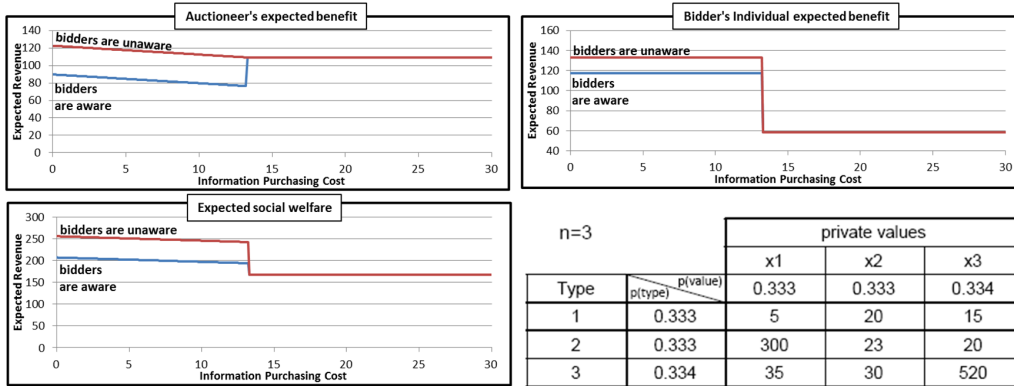 Auctioneer's expected benefit
Expected Revenue
140
120
100
80
60
40
20
0
bidders are unaware
bidders
are aware
0 5 10 15 20 25 30
Information Purchasing Cost
Bidder's Individual expected benefit
Expected Revenue
160
140
120
100
80
60
40
bidders are unaware
bidders
are aware
0 5 10 15 20 25 30
Information Purchasing Cost
Expected social welfare
Expected Revenue
300
250
200
150
100
50
0
bidders are unaware
bidders
are aware
0 5 10 15 20 25 30
Information Purchasing Cost
n=3 private values
x1 x2 x3
Type p(type) p(value) 0.333 0.333 0.334
1 0.333 5 20 15
2 0.333 300 23 20
3 0.334 35 30 520